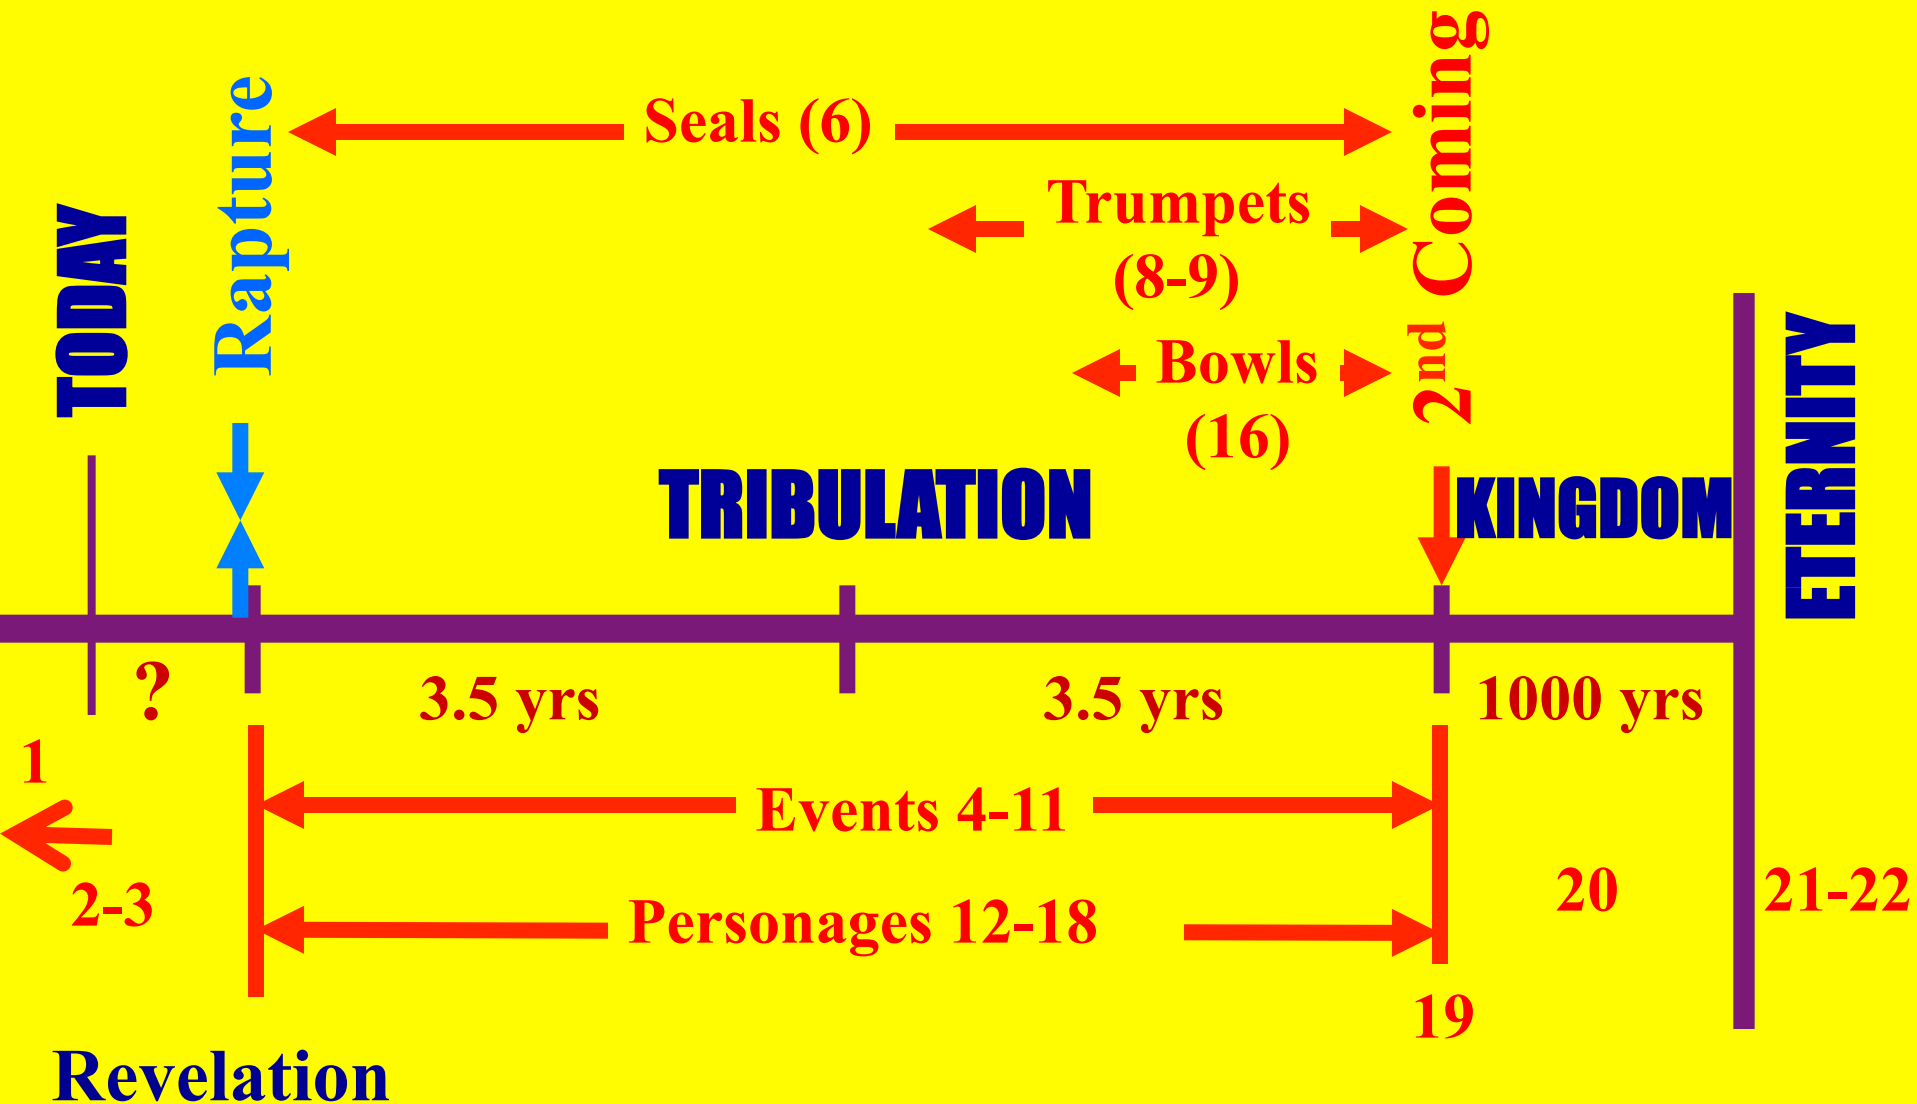 2nd Coming
Rapture
Seals (6)
Trumpets
(8-9)
TODAY
Bowls
(16)
ETERNITY
TRIBULATION
KINGDOM
?
3.5 yrs
3.5 yrs
1000 yrs
1
Events 4-11
2-3
Personages 12-18
20
21-22
19
Revelation